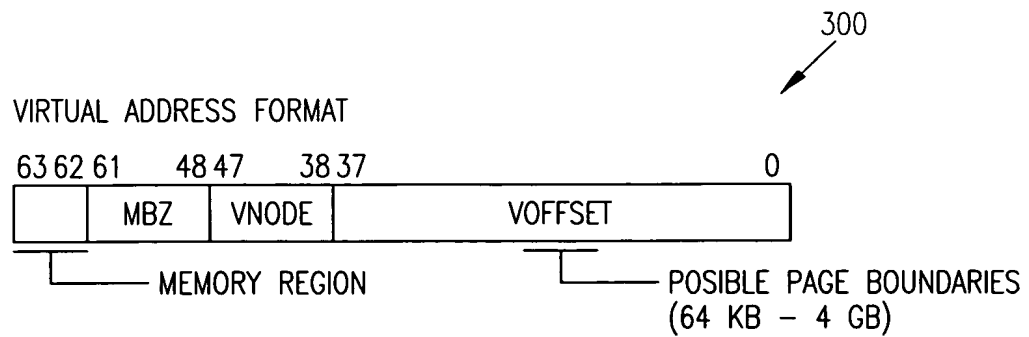 300
VIRTUAL ADDRESS FORMAT
63 62 61 48 47 38 37 0
MBZ VNODE VOFFSET
MEMORY REGION
POSIBLE PAGE BOUNDARIES
(64 KB – 4 GB)